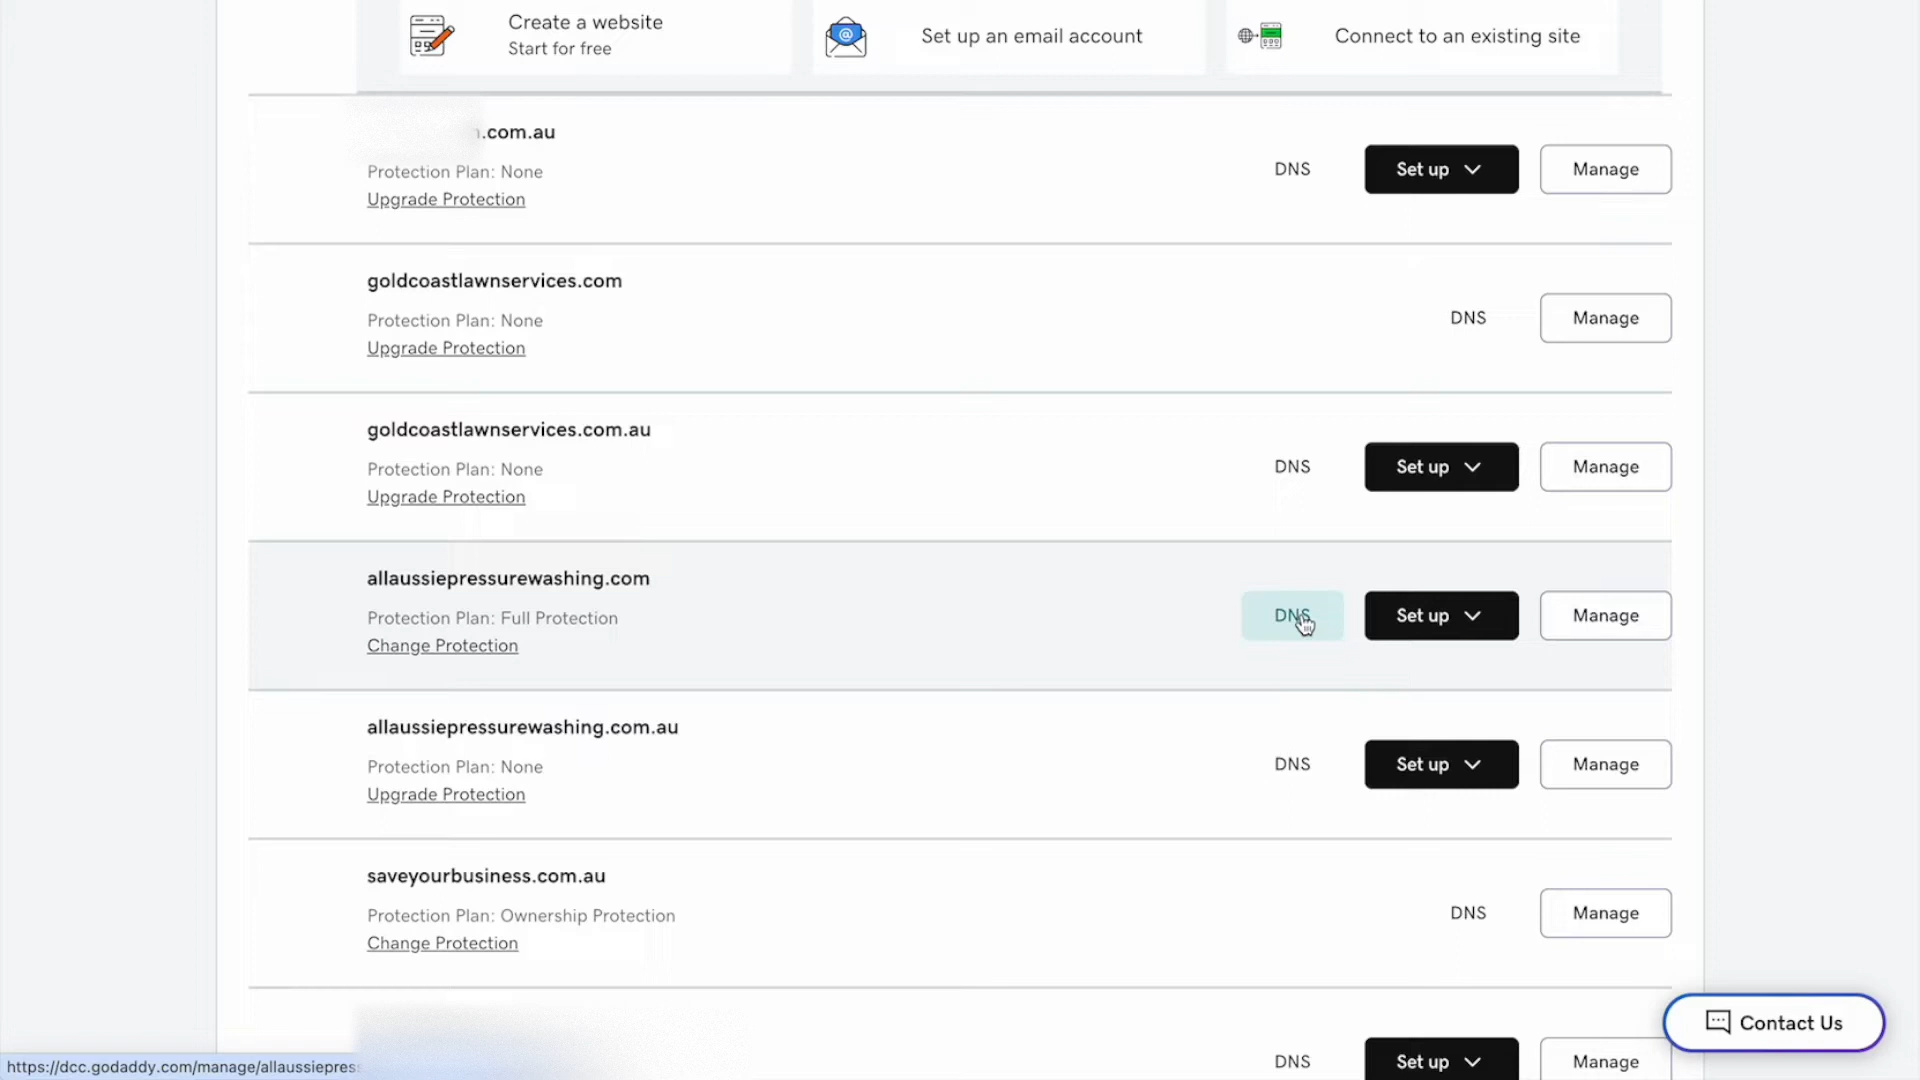 Create a website
Start for free
Set up an email account
Connect to an existing site
.com.au
Protection Plan: None
Upgrade Protection
DNS
Set up
Manage
goldcoastlawnservices.com
Protection Plan: None
Upgrade Protection
DNS
Manage
goldcoastlawnservices.com.au
Protection Plan: None
Upgrade Protection
DNS
Set up
Manage
allaussiepressurewashing.com
Protection Plan: Full Protection
Change Protection
DNS
Set up
Manage
allaussiepressurewashing.com.au
Protection Plan: None
Upgrade Protection
DNS
Set up
Manage
saveyourbusiness.com.au
Protection Plan: Ownership Protection
Change Protection
DNS
Manage
DNS
Set up
Manage
Contact Us
https://dcc.godaddy.com/manage/allaussiepres